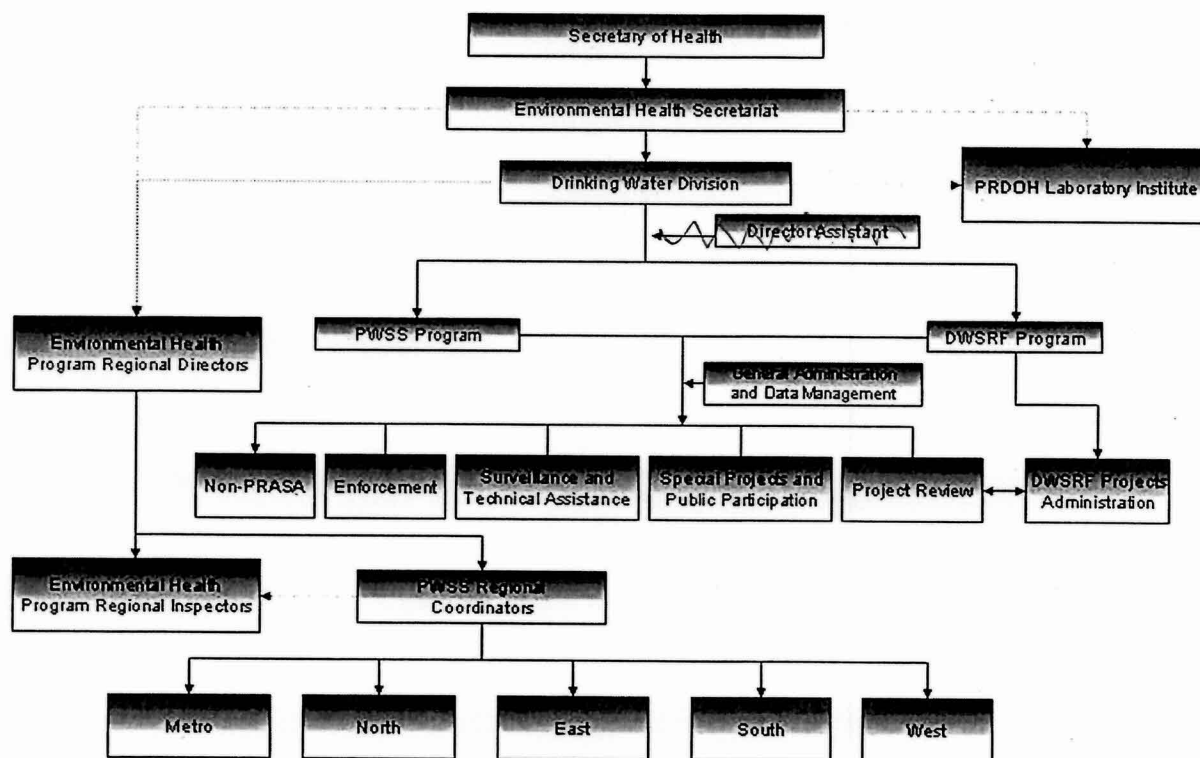 Secretary of Health
Environmental Health Secretariat
Drinking Water Division
PRDOH Laboratory Institute
Director Assistant
Environmental Health
Program Regional Directors
PWSS Program
DWSRF Program
General Administration
and Data Management
Non-PRASA
Enforcement
Surveillance and
Technical Assistance
Special Projects and
Public Participation
Project Review
DWSRF Projects
Administration
Environmental Health
Program Regional Inspectors
PWSS Regional
Coordinators
Metro
North
East
South
West